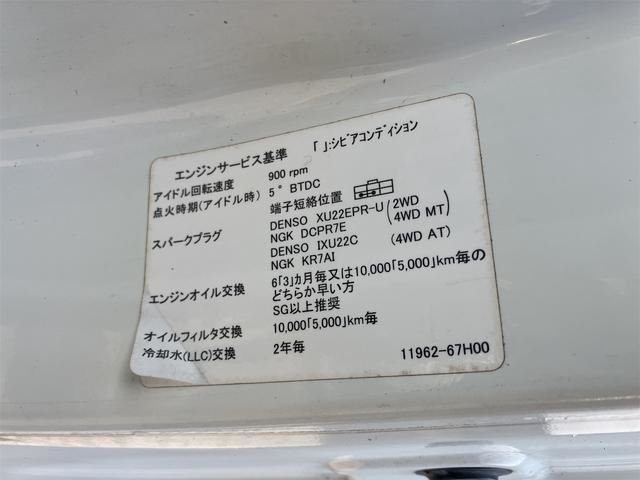 エンジンサービス基準 「 」:シビアコンディション
アイドル回転速度 900 rpm
点火時期(アイドル時) 5°BTDC
端子短絡位置
スパークプラグ DENSO XU22EPR-U (2WD
NGK DCPR7E 4WD MT)
DENSO IXU22C (4WD AT)
NGK KR7AI
エンジンオイル交換 6「3」カ月毎又は10,000「5,000」km毎の
どちらか早い方
SG以上推奨
オイルフィルタ交換 10,000「5,000」km毎
冷却水(LLC)交換 2年毎
11962-67H00